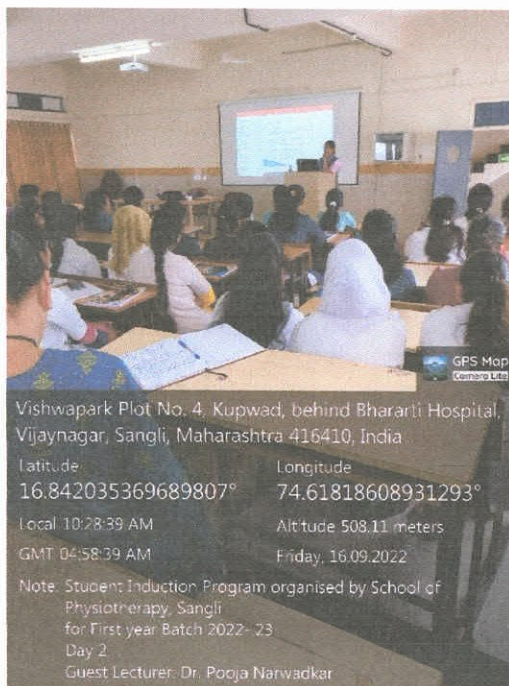 GPS Map
Camera Lite
Vishwapark Plot No. 4, Kupwad, behind Bhararti Hospital,
Vijaynagar, Sangli, Maharashtra 416410, India
Latitude
16.842035369689807°
Longitude
74.61818608931293°
Local 10:28:39 AM
Altitude 508.11 meters
GMT 04:58:39 AM
Friday, 16.09.2022
Note: Student Induction Program organised by School of
Physiotherapy, Sangli
for First year Batch 2022- 23
Day 2
Guest Lecturer: Dr. Pooja Narwadkar